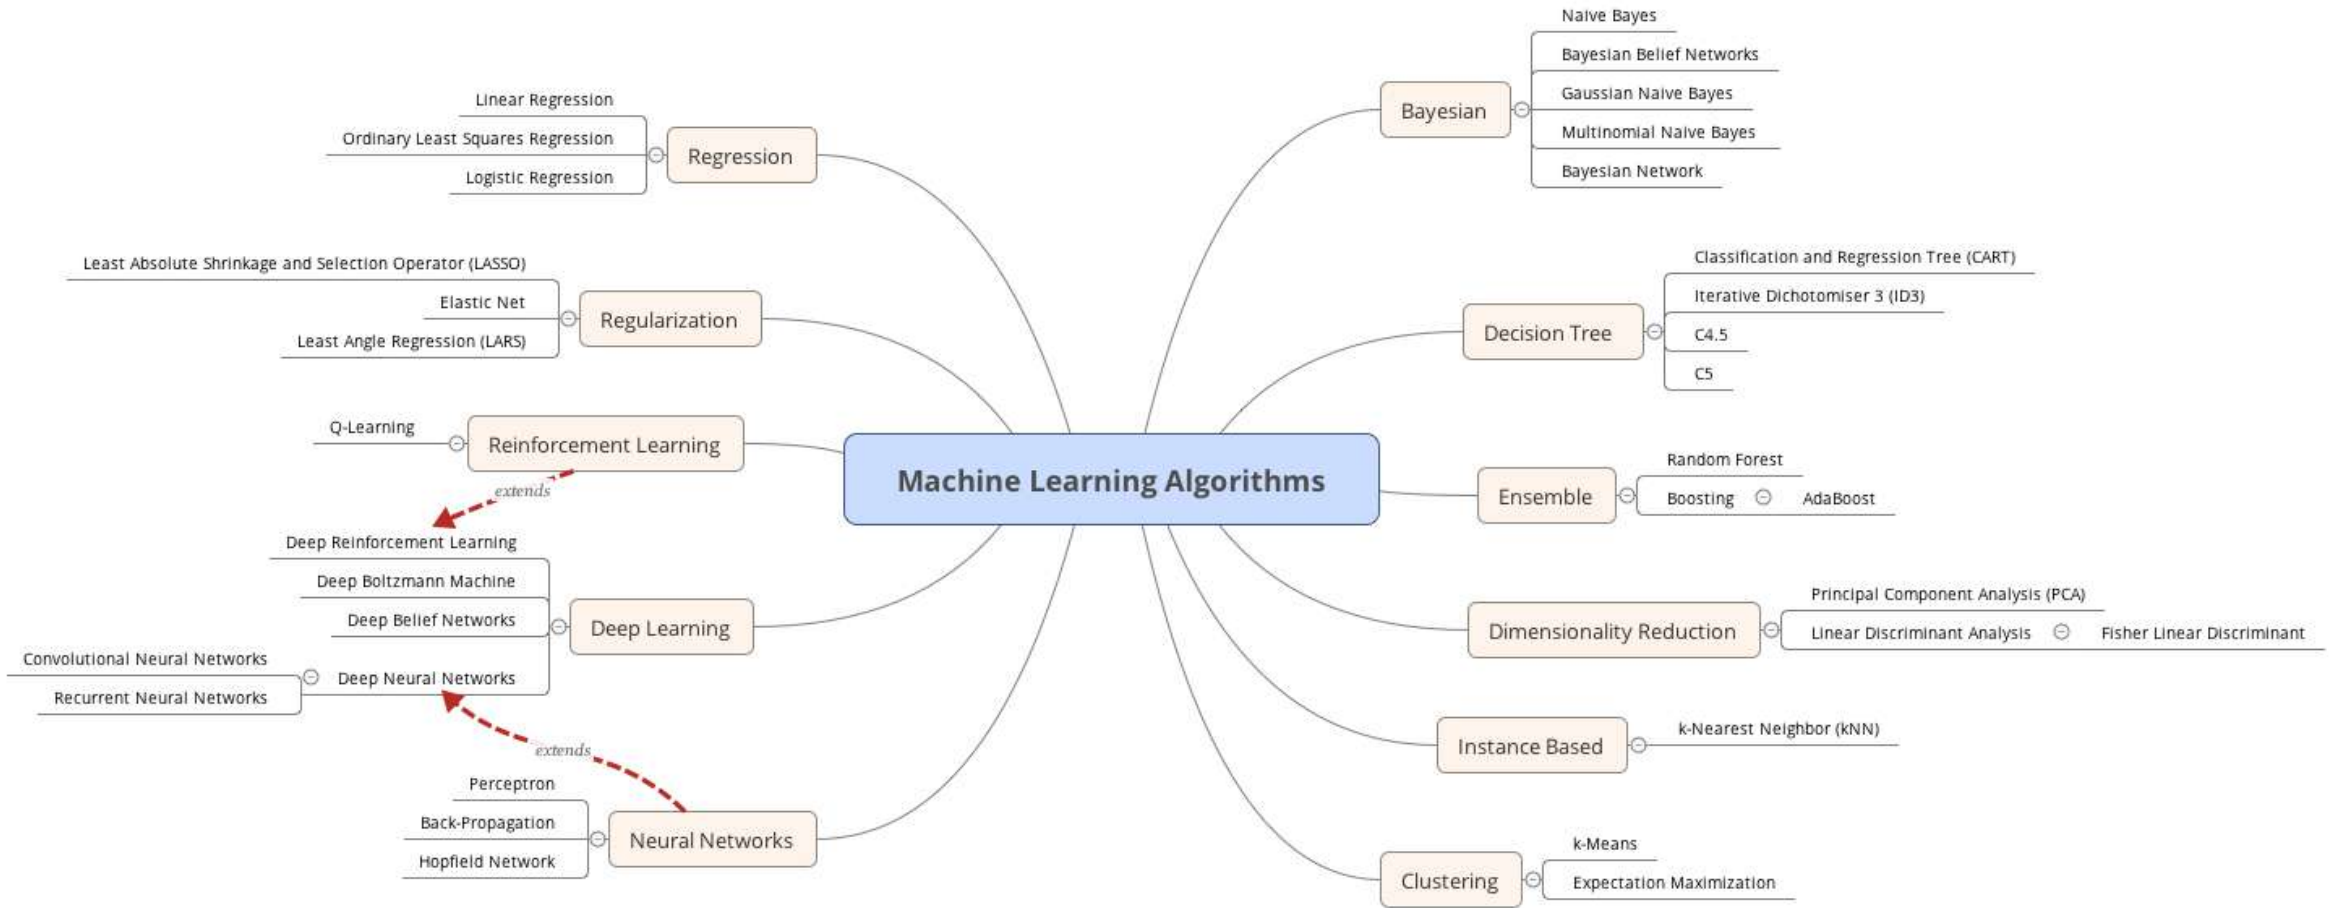 Machine Learning Algorithms
Regression
Linear Regression
Ordinary Least Squares Regression
Logistic Regression
Regularization
Least Absolute Shrinkage and Selection Operator (LASSO)
Elastic Net
Least Angle Regression (LARS)
Reinforcement Learning
Q-Learning
extends
Deep Learning
Deep Reinforcement Learning
Deep Boltzmann Machine
Deep Belief Networks
Deep Neural Networks
Convolutional Neural Networks
Recurrent Neural Networks
extends
Neural Networks
Perceptron
Back-Propagation
Hopfield Network
Bayesian
Naive Bayes
Bayesian Belief Networks
Gaussian Naive Bayes
Multinomial Naive Bayes
Bayesian Network
Decision Tree
Classification and Regression Tree (CART)
Iterative Dichotomiser 3 (ID3)
C4.5
C5
Ensemble
Random Forest
Boosting
AdaBoost
Dimensionality Reduction
Principal Component Analysis (PCA)
Linear Discriminant Analysis
Fisher Linear Discriminant
Instance Based
k-Nearest Neighbor (kNN)
Clustering
k-Means
Expectation Maximization